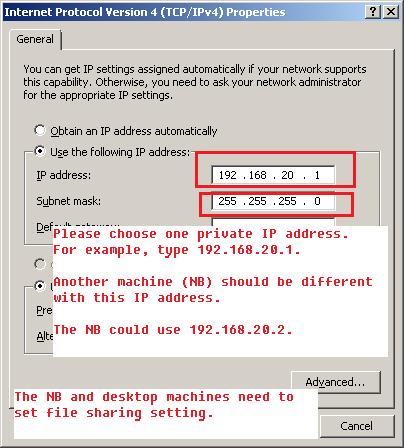 Internet Protocol Version 4 (TCP/IPv4) Properties
General
You can get IP settings assigned automatically if your network supports
this capability. Otherwise, you need to ask your network administrator
for the appropriate IP settings.
Obtain an IP address automatically
Use the following IP address:
IP address:
192 . 168 . 20 . 1
Subnet mask:
255 . 255 . 255 . 0
Please choose one private IP address.
For example, type 192.168.20.1.
Another machine (NB) should be different
with this IP address.
The NB could use 192.168.20.2.
Advanced...
The NB and desktop machines need to
set file sharing setting.
Cancel